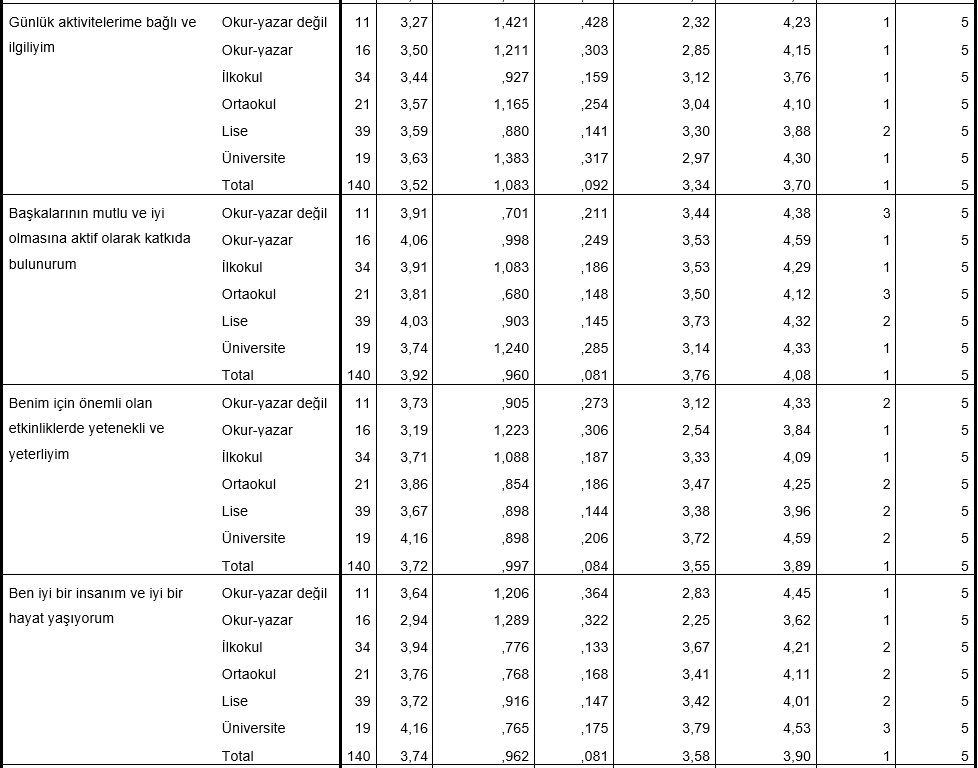 Günlük aktivitelerime bağlı ve Okur-yazar değil 11 3,27 1,421 ,428 2,32 4,23 1 5
ilgiliyim Okur-yazar 16 3,50 1,211 ,303 2,85 4,15 1 5
İlkokul 34 3,44 ,927 ,159 3,12 3,76 1 5
Ortaokul 21 3,57 1,165 ,254 3,04 4,10 1 5
Lise 39 3,59 ,880 ,141 3,30 3,88 2 5
Üniversite 19 3,63 1,383 ,317 2,97 4,30 1 5
Total 140 3,52 1,083 ,092 3,34 3,70 1 5
Başkalarının mutlu ve iyi Okur-yazar değil 11 3,91 ,701 ,211 3,44 4,38 3 5
olmasına aktif olarak katkıda Okur-yazar 16 4,06 ,998 ,249 3,53 4,59 1 5
bulunurum İlkokul 34 3,91 1,083 ,186 3,53 4,29 1 5
Ortaokul 21 3,81 ,680 ,148 3,50 4,12 3 5
Lise 39 4,03 ,903 ,145 3,73 4,32 2 5
Üniversite 19 3,74 1,240 ,285 3,14 4,33 1 5
Total 140 3,92 ,960 ,081 3,76 4,08 1 5
Benim için önemli olan Okur-yazar değil 11 3,73 ,905 ,273 3,12 4,33 2 5
etkinliklerde yetenekli ve Okur-yazar 16 3,19 1,223 ,306 2,54 3,84 1 5
yeterliyim İlkokul 34 3,71 1,088 ,187 3,33 4,09 1 5
Ortaokul 21 3,86 ,854 ,186 3,47 4,25 2 5
Lise 39 3,67 ,898 ,144 3,38 3,96 2 5
Üniversite 19 4,16 ,898 ,206 3,72 4,59 2 5
Total 140 3,72 ,997 ,084 3,55 3,89 1 5
Ben iyi bir insanım ve iyi bir Okur-yazar değil 11 3,64 1,206 ,364 2,83 4,45 1 5
hayat yaşıyorum Okur-yazar 16 2,94 1,289 ,322 2,25 3,62 1 5
İlkokul 34 3,94 ,776 ,133 3,67 4,21 2 5
Ortaokul 21 3,76 ,768 ,168 3,41 4,11 2 5
Lise 39 3,72 ,916 ,147 3,42 4,01 2 5
Üniversite 19 4,16 ,765 ,175 3,79 4,53 3 5
Total 140 3,74 ,962 ,081 3,58 3,90 1 5